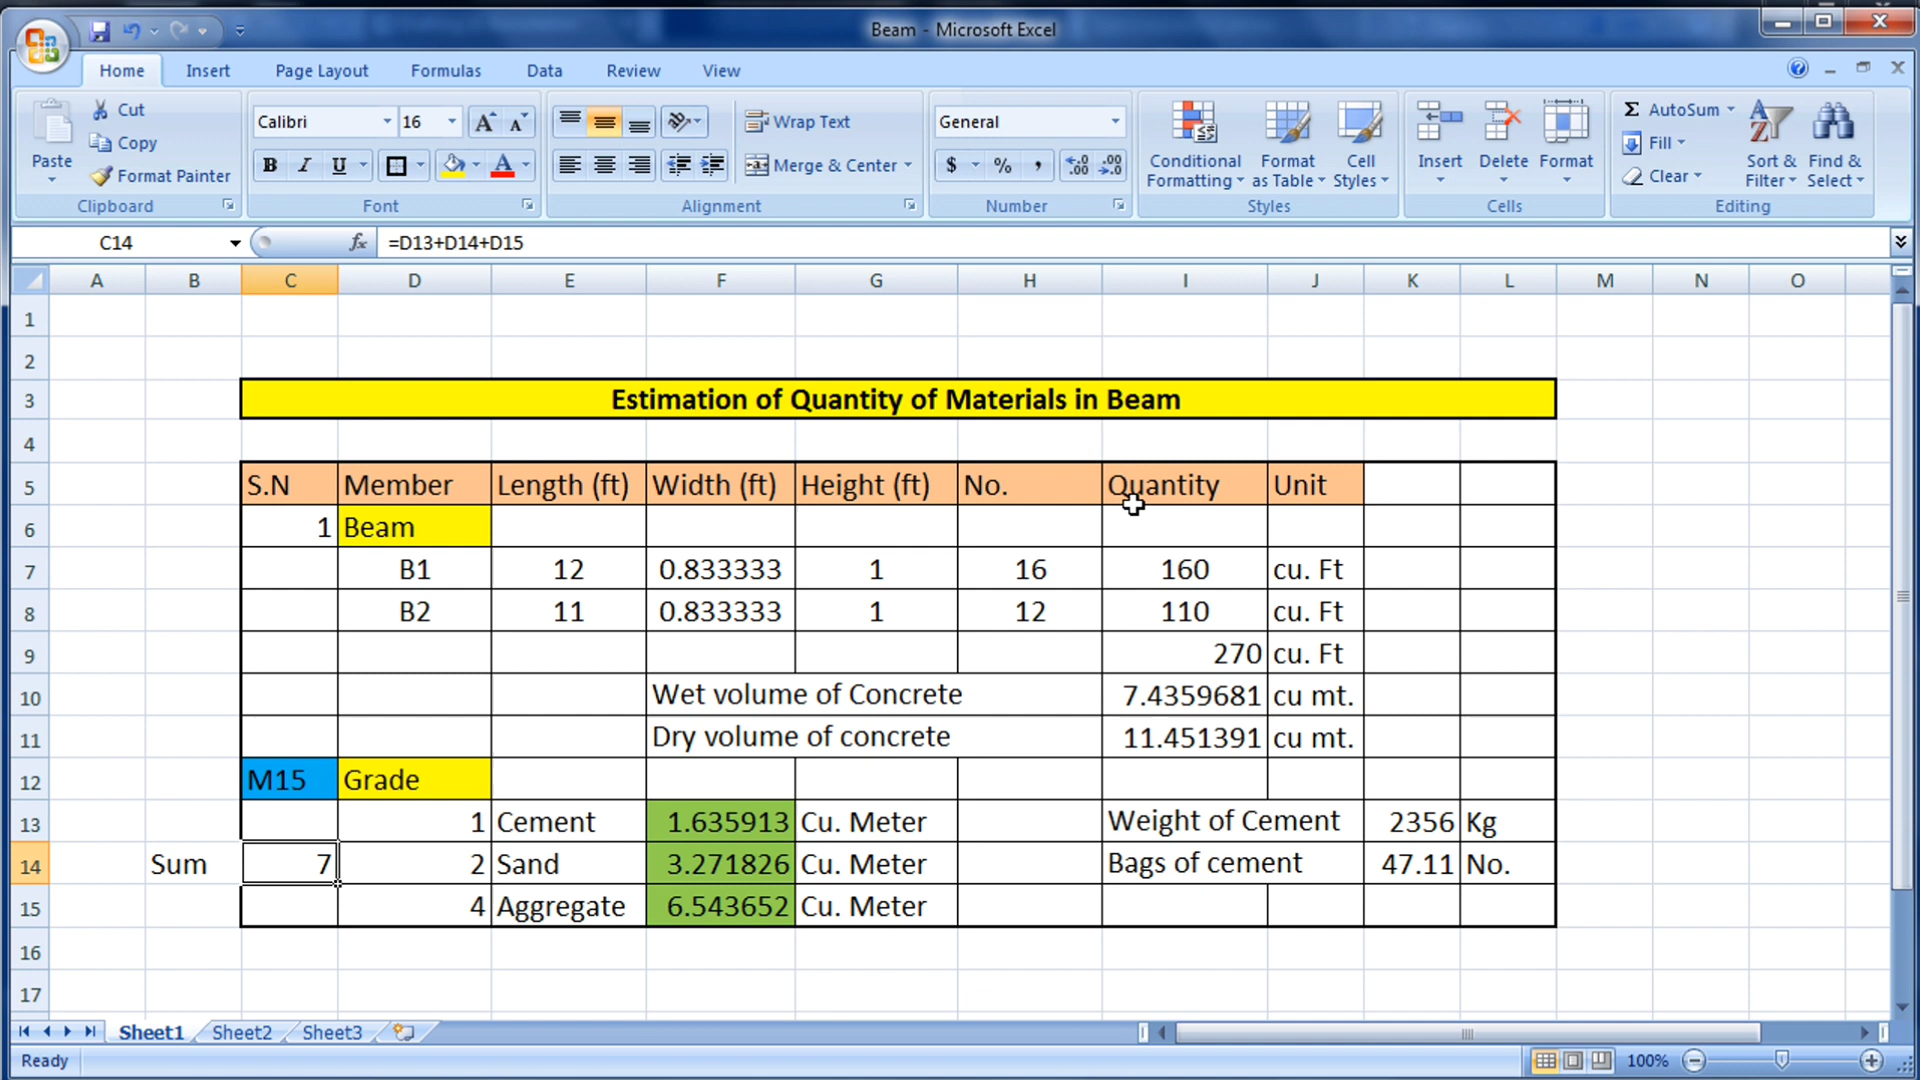 Beam - Microsoft Excel
Home Insert Page Layout Formulas Data Review View
Paste
Cut
Copy
Format Painter
Clipboard
Calibri 16
B I U
Font
Wrap Text
Merge & Center
Alignment
General
$ % ,
Number
Conditional Formatting
Format as Table
Cell Styles
Styles
Insert Delete Format
Cells
Σ AutoSum
Fill
Clear
Sort & Filter
Find & Select
Editing
C14 fx =D13+D14+D15
A B C D E F G H I J K L M N O
1
2
3 Estimation of Quantity of Materials in Beam
4
5 S.N Member Length (ft) Width (ft) Height (ft) No. Quantity Unit
6 1 Beam
7 B1 12 0.833333 1 16 160 cu. Ft
8 B2 11 0.833333 1 12 110 cu. Ft
9 270 cu. Ft
10 Wet volume of Concrete 7.4359681 cu mt.
11 Dry volume of concrete 11.451391 cu mt.
12 M15 Grade
13 1 Cement 1.635913 Cu. Meter Weight of Cement 2356 Kg
14 Sum 7 2 Sand 3.271826 Cu. Meter Bags of cement 47.11 No.
15 4 Aggregate 6.543652 Cu. Meter
16
17
Sheet1 Sheet2 Sheet3
Ready 100%